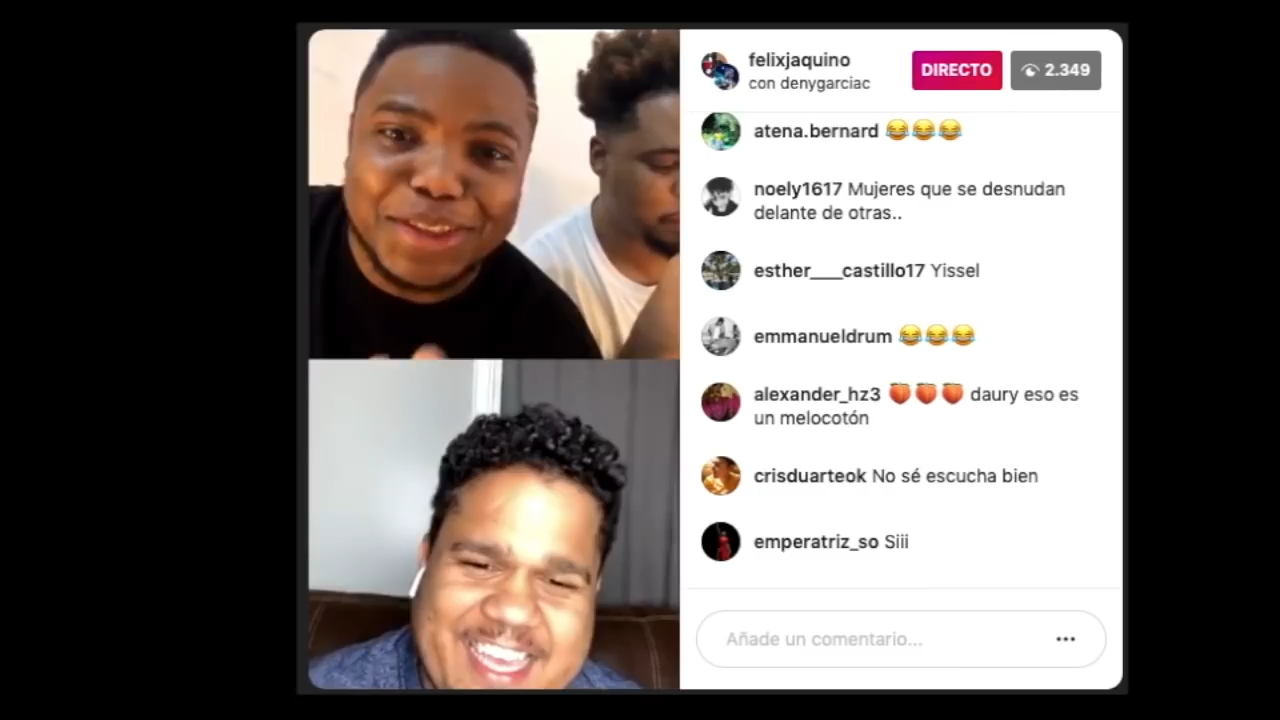 felixjaquino
con denygarciac
DIRECTO
2.349
atena.bernard 😂😂😂
noely1617 Mujeres que se desnudan
delante de otras..
esther___castillo17 Yissel
emmanueldrum 😂😂😂
alexander_hz3 🍑🍑🍑 daury eso es
un melocotón
crisduarteok No sé escucha bien
emperatriz_so Siii
Añade un comentario...